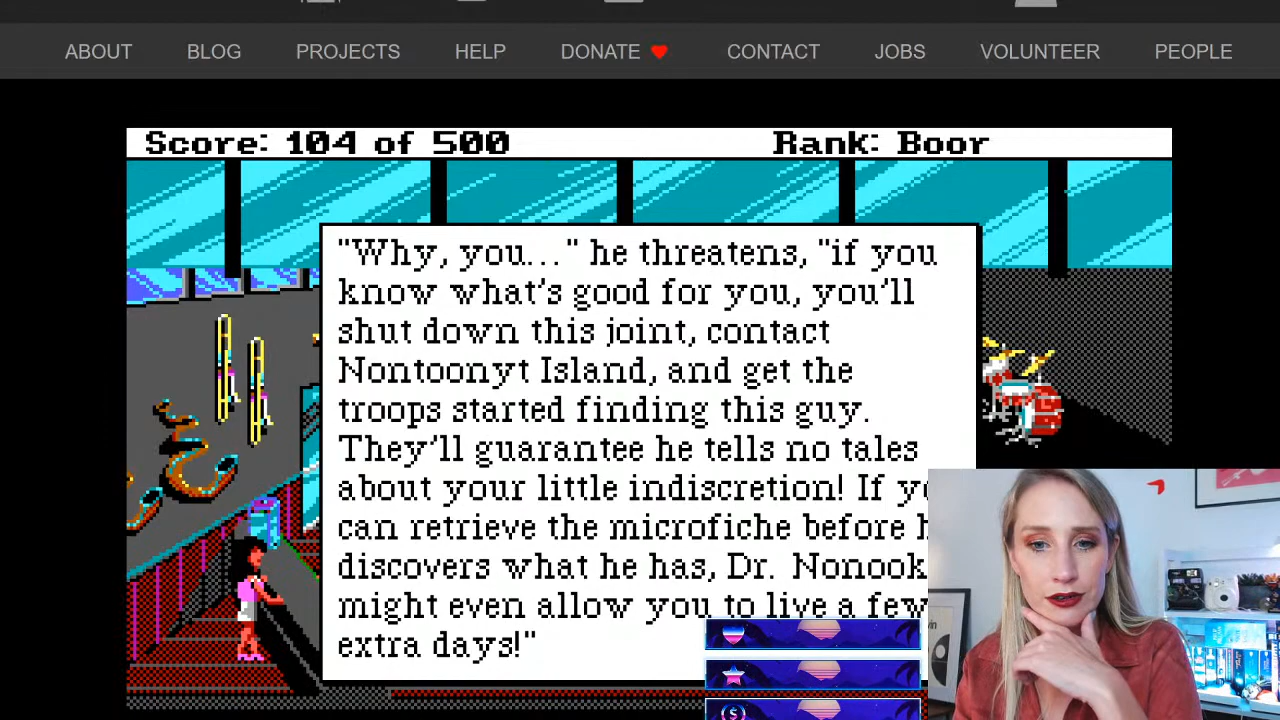 ABOUT BLOG PROJECTS HELP DONATE CONTACT JOBS VOLUNTEER PEOPLE
Score: 104 of 500 Rank: Boor
"Why, you..." he threatens, "if you
know what's good for you, you'll
shut down this joint, contact
Nontoonyt Island, and get the
troops started finding this guy.
They'll guarantee he tells no tales
about your little indiscretion! If
can retrieve the microfiche before
discovers what he has, Dr. Nonook
might even allow you to live a few
extra days!"